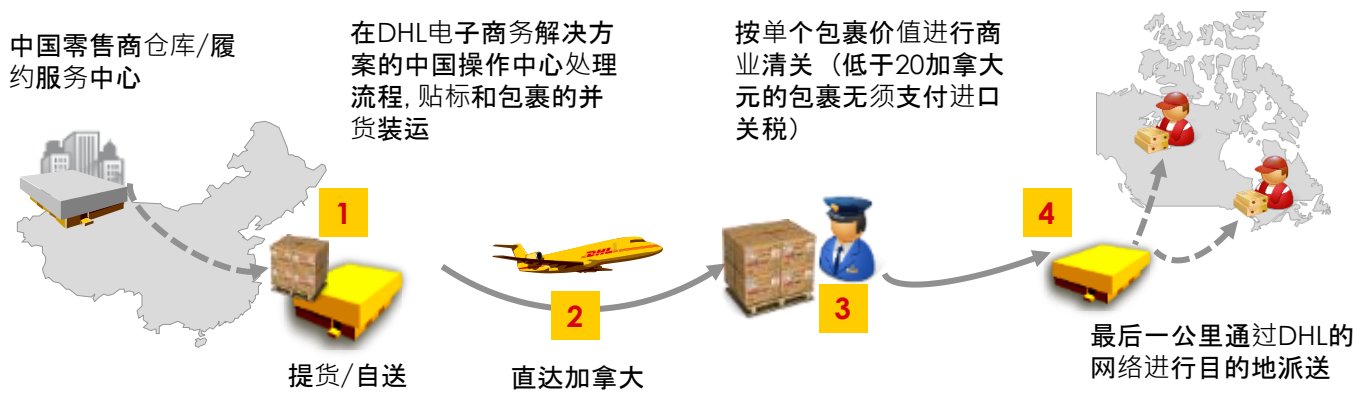 中国零售商仓库/履
约服务中心
在DHL电子商务解决方
案的中国操作中心处理
流程, 贴标和包裹的并
货装运
按单个包裹价值进行商
业清关（低于20加拿大
元的包裹无须支付进口
关税）
1
提货/自送
DHL
2
直达加拿大
3
4
最后一公里通过DHL的
网络进行目的地派送